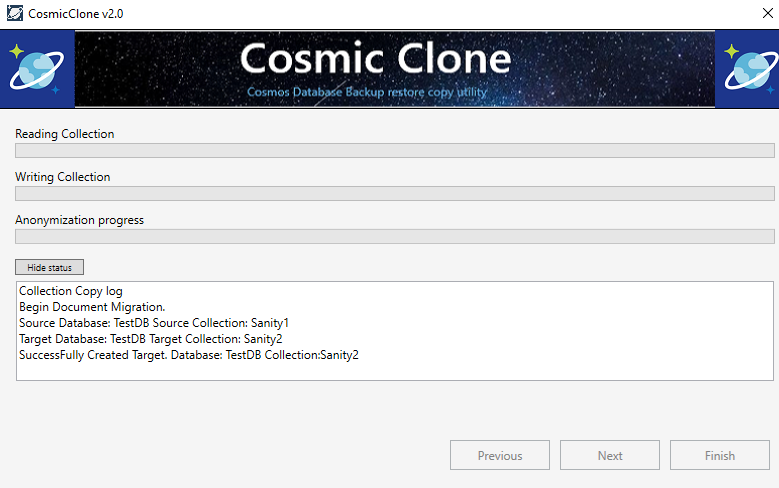 CosmicClone v2.0
Cosmic Clone
Cosmos Database Backup restore copy utility
Reading Collection
Writing Collection
Anonymization progress
Hide status
Collection Copy log
Begin Document Migration.
Source Database: TestDB Source Collection: Sanity1
Target Database: TestDB Target Collection: Sanity2
SuccessFully Created Target. Database: TestDB Collection:Sanity2
Previous
Next
Finish